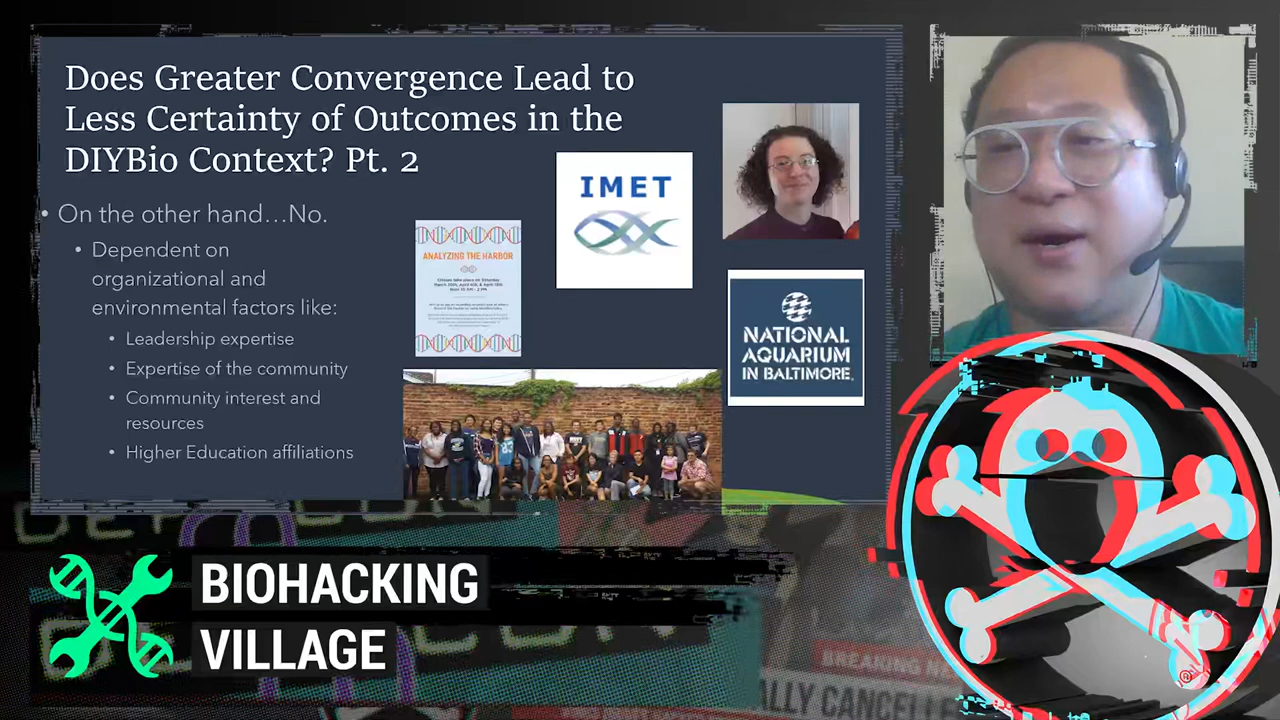 Does Greater Convergence Lead to
Less Certainty of Outcomes in the
DIYBio Context? Pt. 2
• On the other hand…No.
• Dependent on
organizational and
environmental factors like:
• Leadership expertise
• Expertise of the community
• Community interest and
resources
• Higher Education affiliations
ANALYZING THE HARBOR
IMET
NATIONAL
AQUARIUM
IN BALTIMORE
BIOHACKING
VILLAGE
BREAKING
ALLY CANCELLE